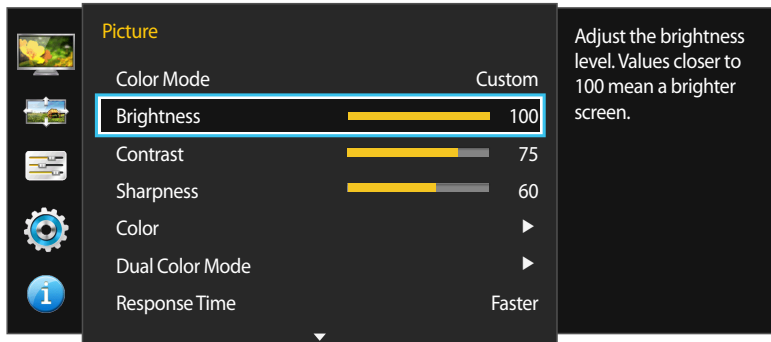 Picture
Color Mode Custom
Brightness 100
Contrast 75
Sharpness 60
Color
Dual Color Mode
Response Time Faster
Adjust the brightness
level. Values closer to
100 mean a brighter
screen.